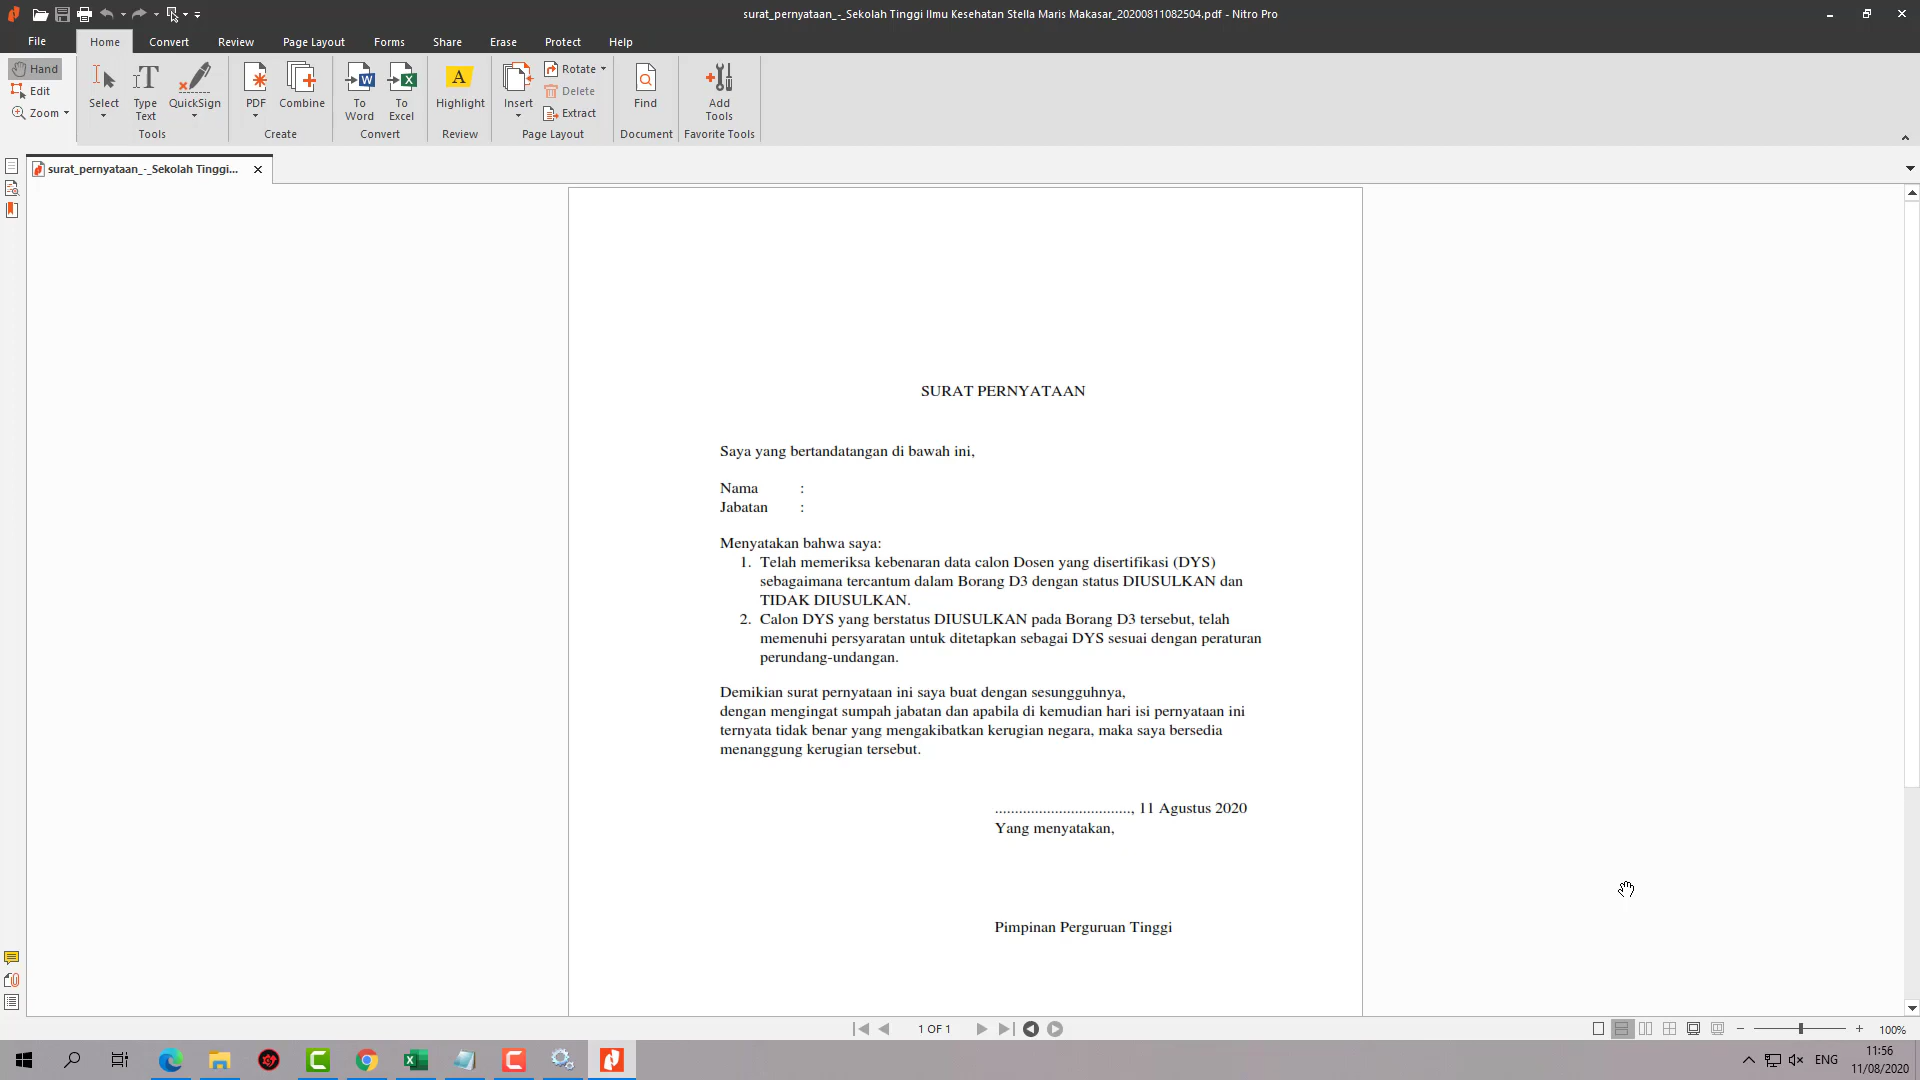 surat_pernyataan_-_Sekolah Tinggi Ilmu Kesehatan Stella Maris Makasar_20200811082504.pdf - Nitro Pro
File Home Convert Review Page Layout Forms Share Erase Protect Help
Hand
Edit
Zoom
Select
Type Text
QuickSign
Tools
PDF
Combine
Create
To Word
To Excel
Convert
Highlight
Review
Insert
Rotate
Delete
Extract
Page Layout
Find
Document
Add Tools
Favorite Tools
surat_pernyataan_-_Sekolah Tinggi...
SURAT PERNYATAAN
Saya yang bertandatangan di bawah ini,
Nama :
Jabatan :
Menyatakan bahwa saya:
1. Telah memeriksa kebenaran data calon Dosen yang disertifikasi (DYS)
sebagaimana tercantum dalam Borang D3 dengan status DIUSULKAN dan
TIDAK DIUSULKAN.
2. Calon DYS yang berstatus DIUSULKAN pada Borang D3 tersebut, telah
memenuhi persyaratan untuk ditetapkan sebagai DYS sesuai dengan peraturan
perundang-undangan.
Demikian surat pernyataan ini saya buat dengan sesungguhnya,
dengan mengingat sumpah jabatan dan apabila di kemudian hari isi pernyataan ini
ternyata tidak benar yang mengakibatkan kerugian negara, maka saya bersedia
menanggung kerugian tersebut.
.................................., 11 Agustus 2020
Yang menyatakan,
Pimpinan Perguruan Tinggi
1 OF 1
100%
ENG
11:56
11/08/2020